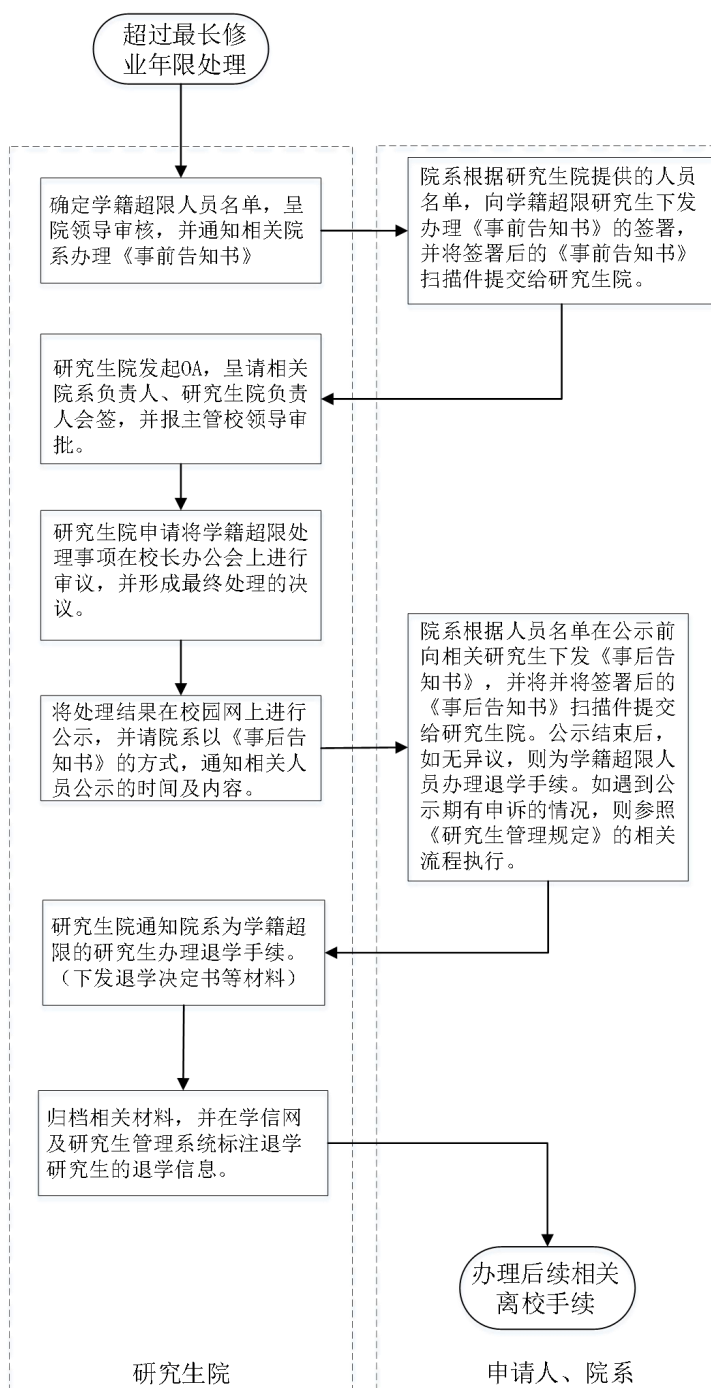 超过最长修
业年限处理
确定学籍超限人员名单，呈
院领导审核，并通知相关院
系办理《事前告知书》
院系根据研究生院提供的人员
名单，向学籍超限研究生下发
办理《事前告知书》的签署，
并将签署后的《事前告知书》
扫描件提交给研究生院。
研究生院发起OA，呈请相关
院系负责人、研究生院负责
人会签，并报主管校领导审
批。
研究生院申请将学籍超限处
理事项在校长办公会上进行
审议，并形成最终处理的决
议。
将处理结果在校园网上进行
公示，并请院系以《事后告
知书》的方式，通知相关人
员公示的时间及内容。
院系根据人员名单在公示前
向相关研究生下发《事后告
知书》，并将并将签署后的
《事后告知书》扫描件提交
给研究生院。公示结束后，
如无异议，则为学籍超限人
员办理退学手续。如遇到公
示期有申诉的情况，则参照
《研究生管理规定》的相关
流程执行。
研究生院通知院系为学籍超
限的研究生办理退学手续。
（下发退学决定书等材料）
归档相关材料，并在学信网
及研究生管理系统标注退学
研究生的退学信息。
办理后续相关
离校手续
研究生院
申请人、院系